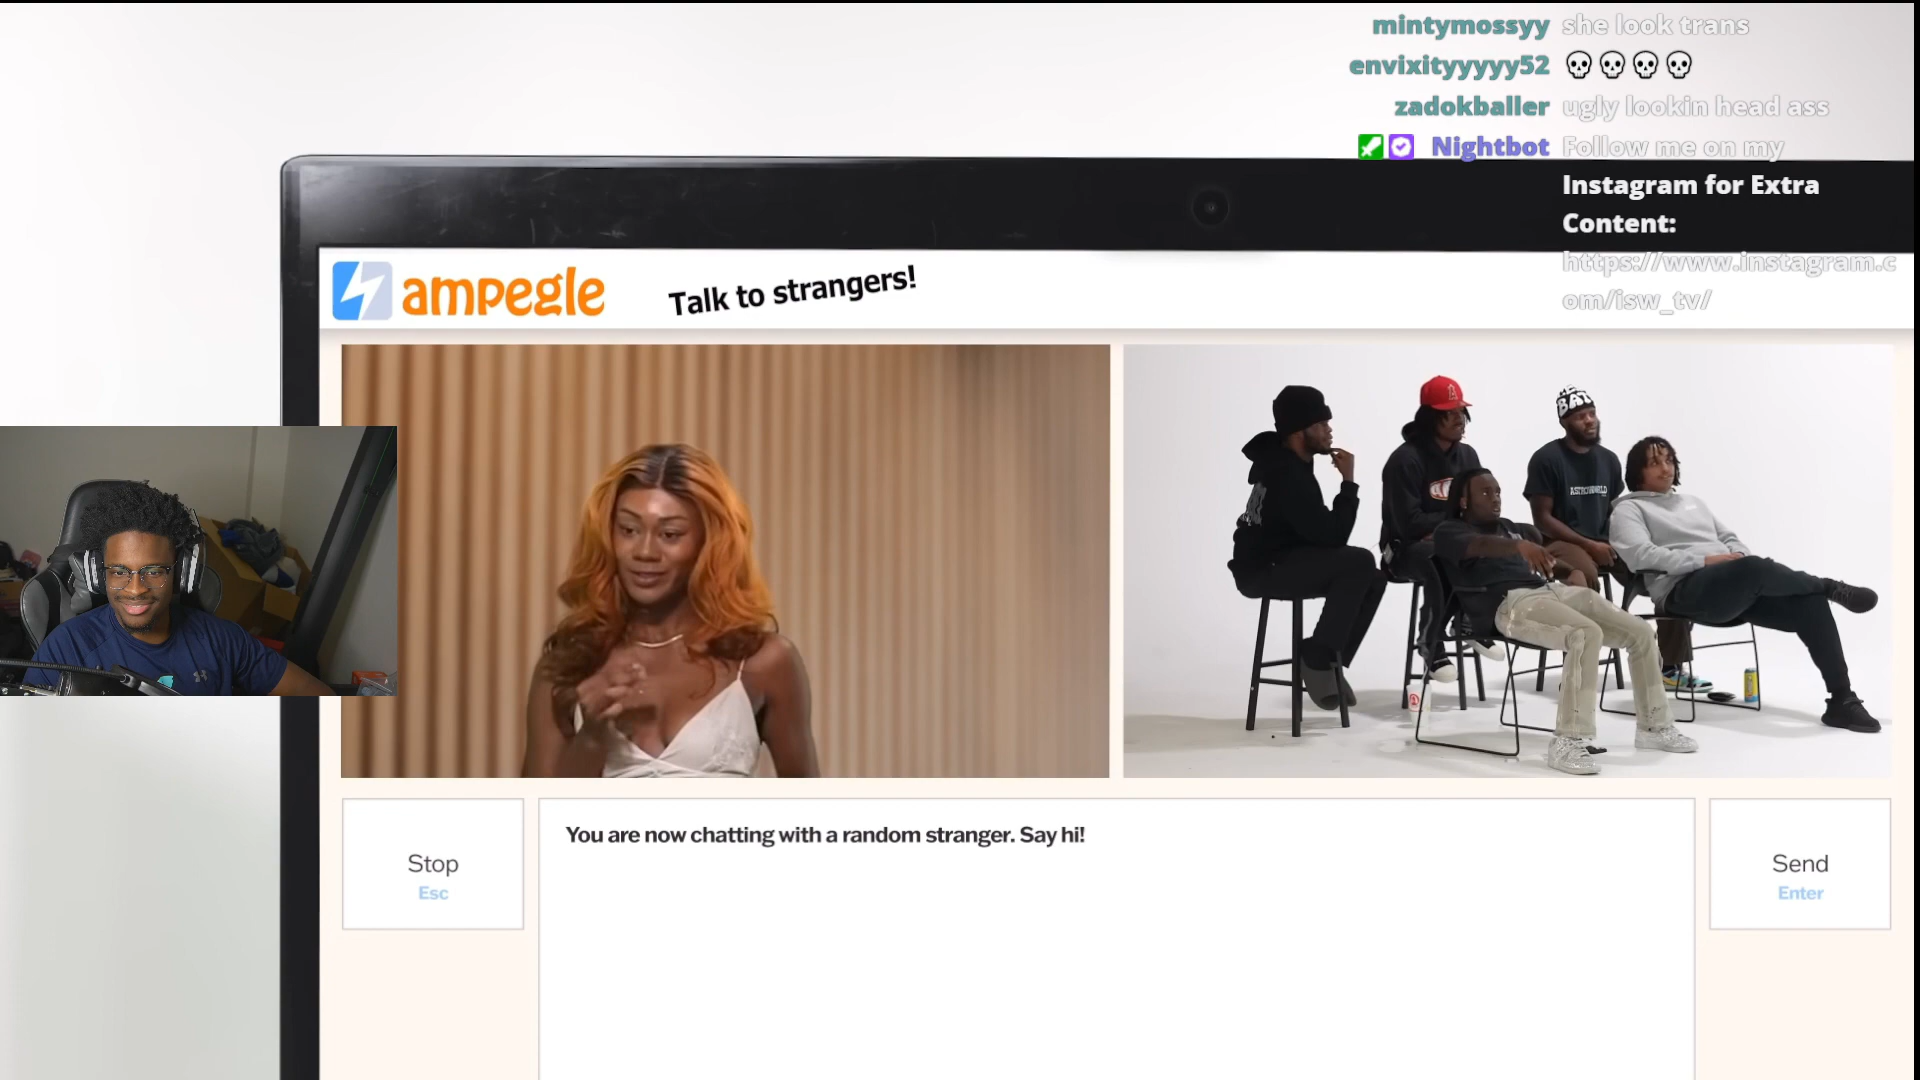 mintymossyy she look trans
envixityyyyy52 💀💀💀💀
zadokballer ugly lookin head ass
Nightbot Follow me on my
Instagram for Extra
Content:
https://www.instagram.c
om/isw_tv/
ampegle
Talk to strangers!
A
BAT
ASTROWORLD
Stop
Esc
You are now chatting with a random stranger. Say hi!
Send
Enter